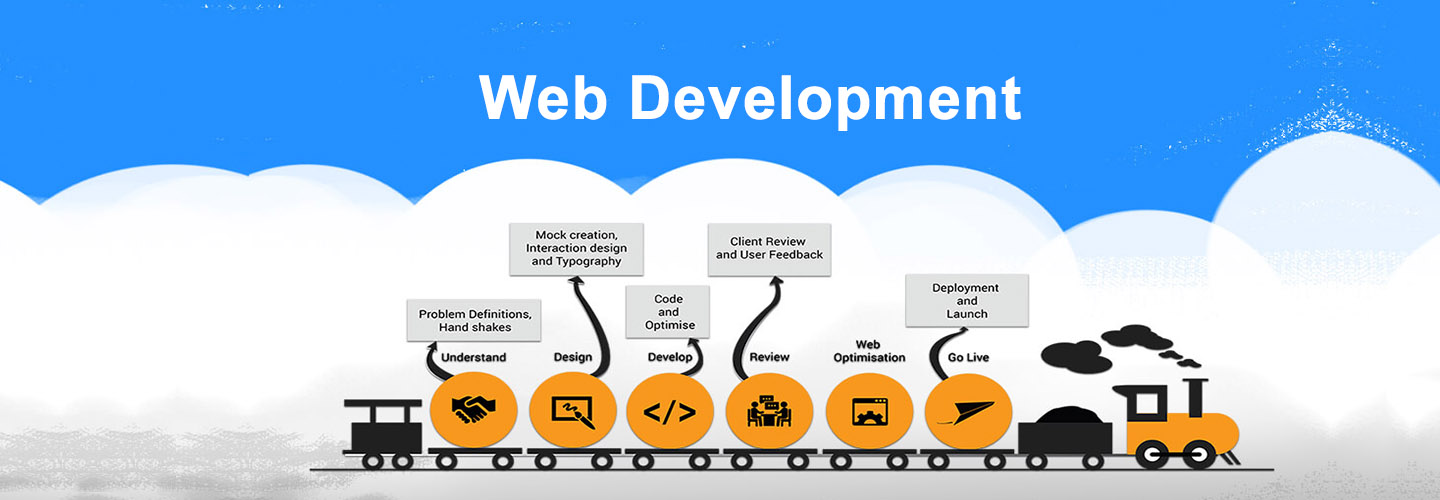 Web Development
Problem Definitions,
Hand shakes
Understand
Mock creation,
Interaction design
and Typography
Design
Code
and
Optimise
Develop
Client Review
and User Feedback
Review
Web
Optimisation
Deployment
and
Launch
Go Live
</>